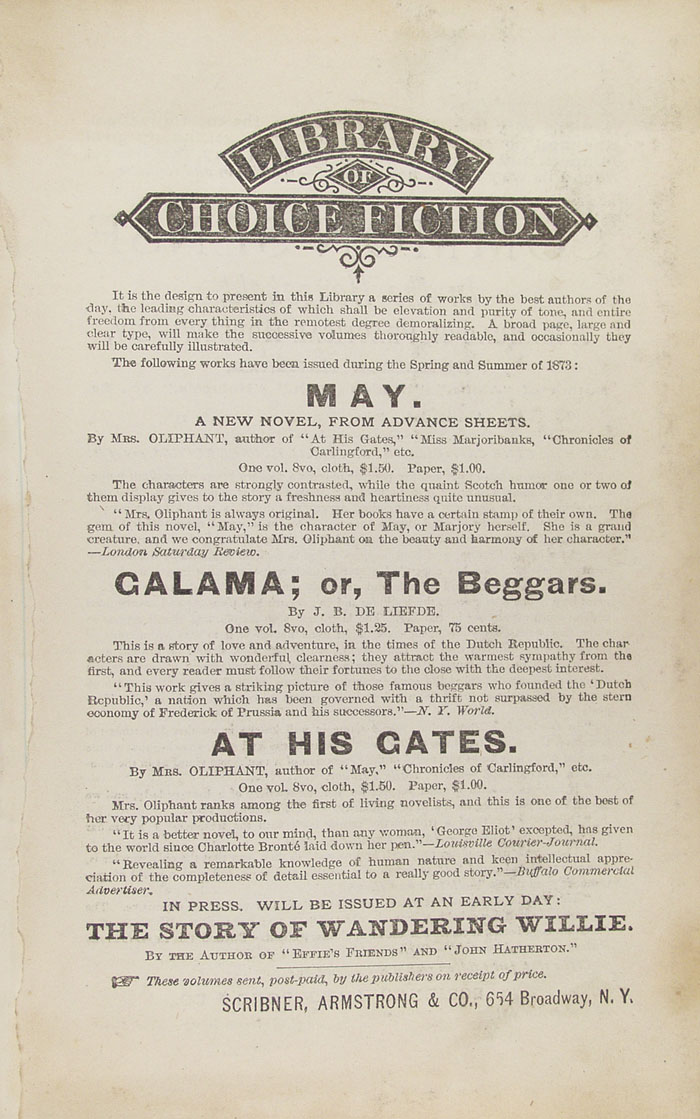 LIBRARY
OF
CHOICE FICTION
It is the design to present in this Library a series of works by the best authors of the
day, the leading characteristics of which shall be elevation and purity of tone, and entire
freedom from every thing in the remotest degree demoralizing. A broad page, large and
clear type, will make the successive volumes thoroughly readable, and occasionally they
will be carefully illustrated.
The following works have been issued during the Spring and Summer of 1873:
MAY.
A NEW NOVEL, FROM ADVANCE SHEETS.
By MRS. OLIPHANT, author of "At His Gates," "Miss Marjoribanks, "Chronicles of
Carlingford," etc.
One vol. 8vo, cloth, $1.50. Paper, $1.00.
The characters are strongly contrasted, while the quaint Scotch humor one or two of
them display gives to the story a freshness and heartiness quite unusual.
"Mrs. Oliphant is always original. Her books have a certain stamp of their own. The
gem of this novel, "May," is the character of May, or Marjory herself. She is a grand
creature, and we congratulate Mrs. Oliphant on the beauty and harmony of her character."
—London Saturday Review.
GALAMA; or, The Beggars.
By J. B. DE LIEFDE.
One vol. 8vo, cloth, $1.25. Paper, 75 cents.
This is a story of love and adventure, in the times of the Dutch Republic. The char
acters are drawn with wonderful clearness; they attract the warmest sympathy from the
first, and every reader must follow their fortunes to the close with the deepest interest.
"This work gives a striking picture of those famous beggars who founded the 'Dutch
Republic,' a nation which has been governed with a thrift not surpassed by the stern
economy of Frederick of Prussia and his successors."—N. Y. World.
AT HIS GATES.
By MRS. OLIPHANT, author of "May," "Chronicles of Carlingford," etc.
One vol. 8vo, cloth, $1.50. Paper, $1.00.
Mrs. Oliphant ranks among the first of living novelists, and this is one of the best of
her very popular productions.
"It is a better novel, to our mind, than any woman, 'George Eliot' excepted, has given
to the world since Charlotte Bronté laid down her pen."—Louisville Courier-Journal.
"Revealing a remarkable knowledge of human nature and keen intellectual appre-
ciation of the completeness of detail essential to a really good story."—Buffalo Commercial
Advertiser.
IN PRESS. WILL BE ISSUED AT AN EARLY DAY:
THE STORY OF WANDERING WILLIE.
BY THE AUTHOR OF "EFFIE'S FRIENDS" AND "JOHN HATHERTON."
☞ These volumes sent, post-paid, by the publishers on receipt of price.
SCRIBNER, ARMSTRONG & CO., 654 Broadway, N. Y.